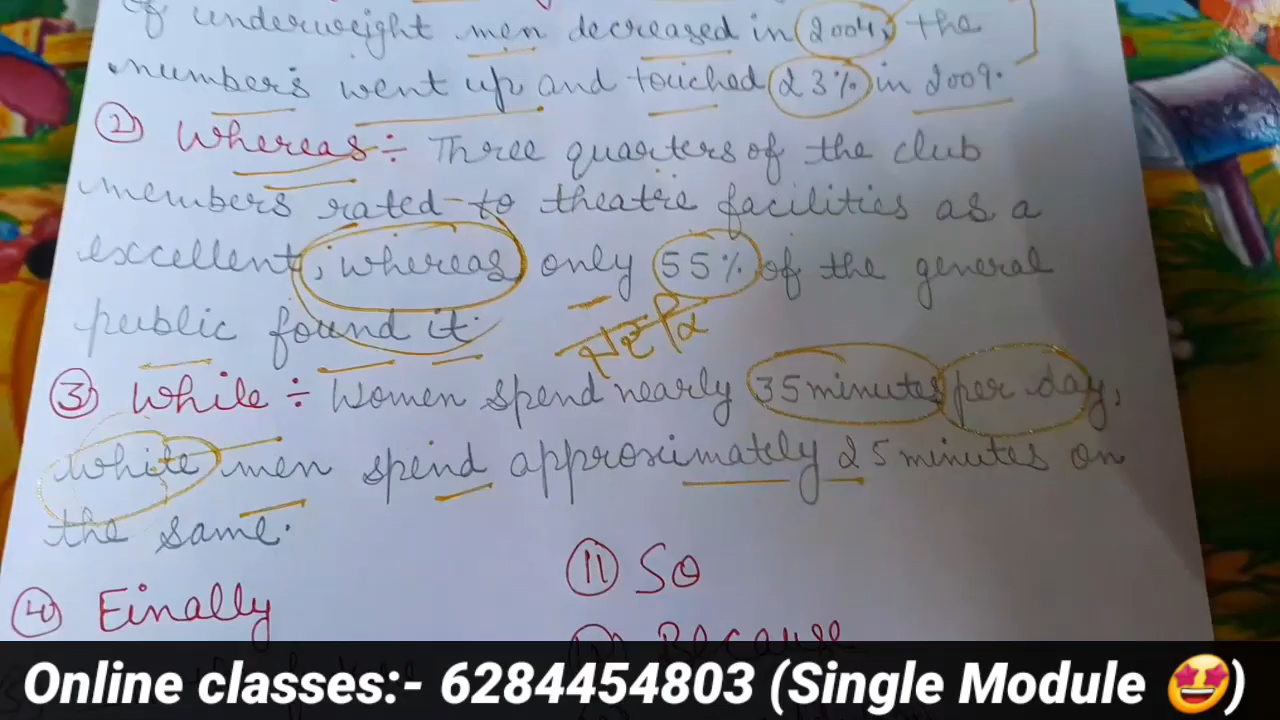 of underweight men decreased in 2004, the
numbers went up and touched 23% in 2009.
② Whereas ÷ Three quarters of the club
members rated to theatre facilities as a
excellent, whereas only 55% of the general
public found it.
③ While ÷ Women spend nearly 35 minutes per day,
while men spend approximately 25 minutes on
the same.
④ Finally
⑪ So
Because
Online classes:- 6284454803 (Single Module 🤩)